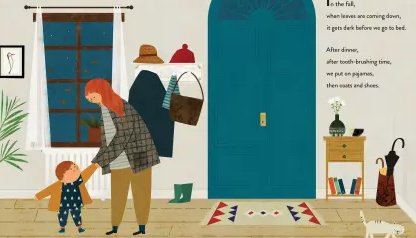 In the fall,
when leaves are coming down,
it gets dark before we go to bed.
After dinner,
after tooth-brushing time,
we put on pajamas,
then coats and shoes.